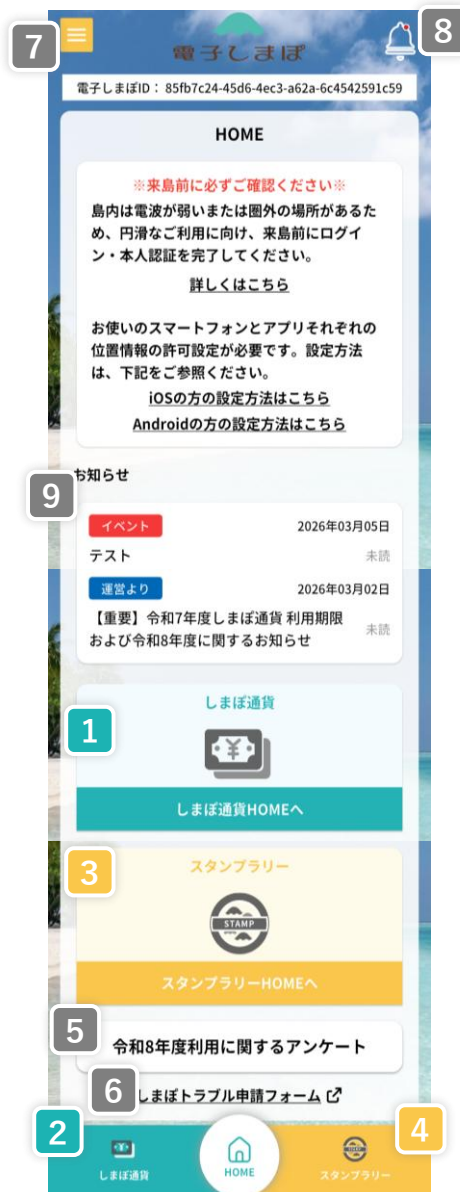 7
8
電子しまぽ
電子しまぽID： 85fb7c24-45d6-4ec3-a62a-6c4542591c59
HOME
※来島前に必ずご確認ください※
島内は電波が弱いまたは圏外の場所があるた
め、円滑なご利用に向け、来島前にログイ
ン・本人認証を完了してください。
詳しくはこちら
お使いのスマートフォンとアプリそれぞれの
位置情報の許可設定が必要です。設定方法
は、下記をご参照ください。
iOSの方の設定方法はこちら
Androidの方の設定方法はこちら
9
お知らせ
イベント 2026年03月05日
テスト 未読
運営より 2026年03月02日
【重要】令和7年度しまぽ通貨 利用期限
および令和8年度に関するお知らせ 未読
1
しまぽ通貨
¥
しまぽ通貨HOMEへ
3
スタンプラリー
STAMP
スタンプラリーHOMEへ
5
令和8年度利用に関するアンケート
6
しまぽトラブル申請フォーム
2
4
しまぽ通貨 HOME スタンプラリー